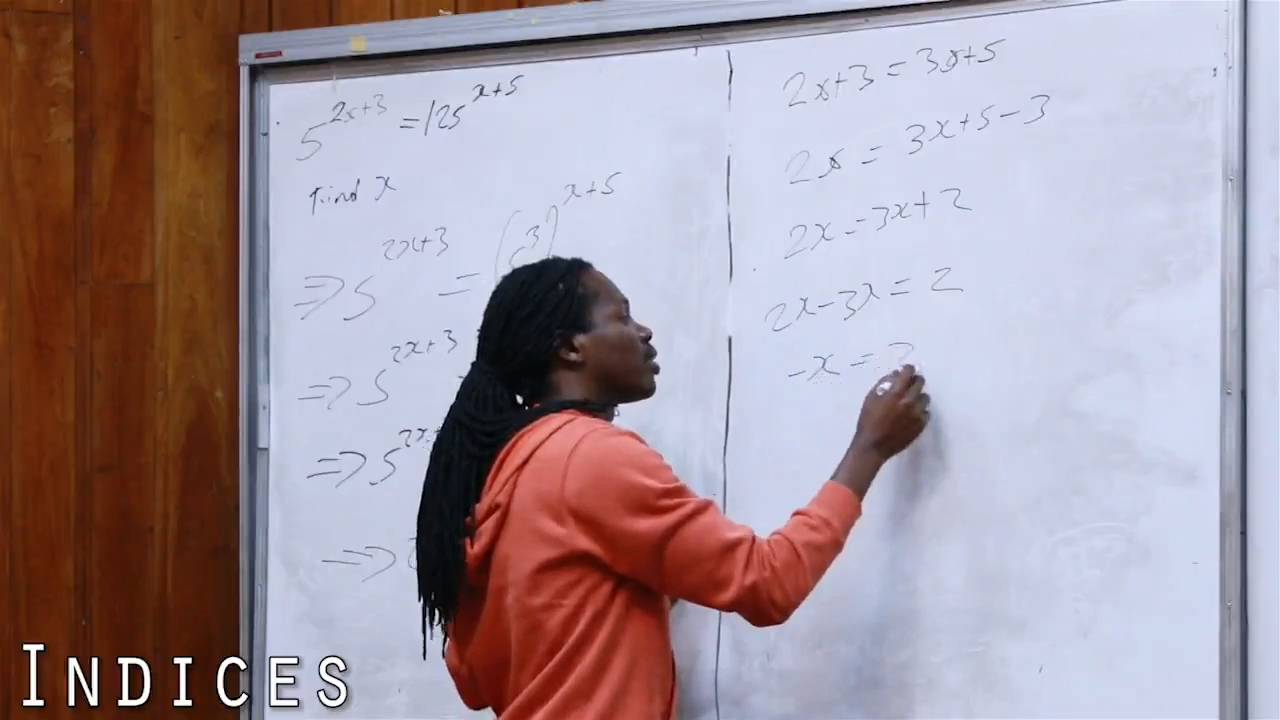 5^{2x+3} = 125^{x+5}
find x
⇒ 5^{2x+3} = (5^3)^{x+5}
⇒ 5^{2x+3}
⇒ 5^{2x+
⇒
2x+3 = 3x+5
2x = 3x+5-3
2x = 3x+2
2x-3x = 2
-x = 2
INDICES